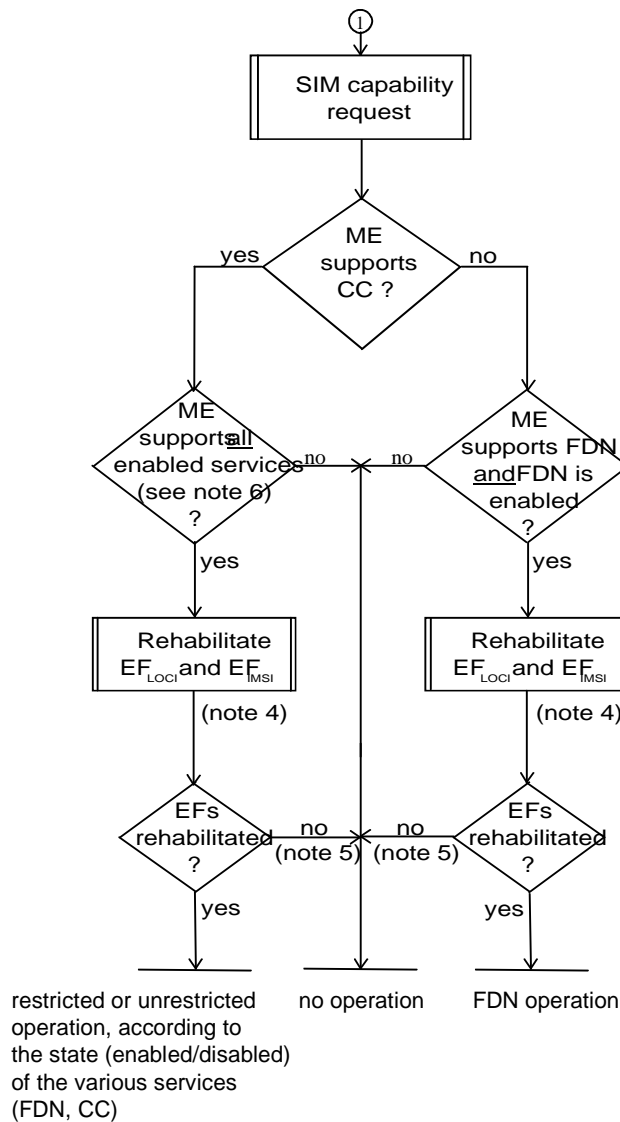 1
SIM capability
request
ME
supports
CC ?
yes
no
ME
supports all
enabled services
(see note 6)
?
no
no
ME
supports FDN
and FDN is
enabled
?
yes
yes
Rehabilitate
EFLOCI and EFIMSI
Rehabilitate
EFLOCI and EFIMSI
(note 4)
(note 4)
EFs
rehabilitated
?
no
(note 5)
no
(note 5)
EFs
rehabilitated
?
yes
yes
restricted or unrestricted
operation, according to
the state (enabled/disabled)
of the various services
(FDN, CC)
no operation
FDN operation